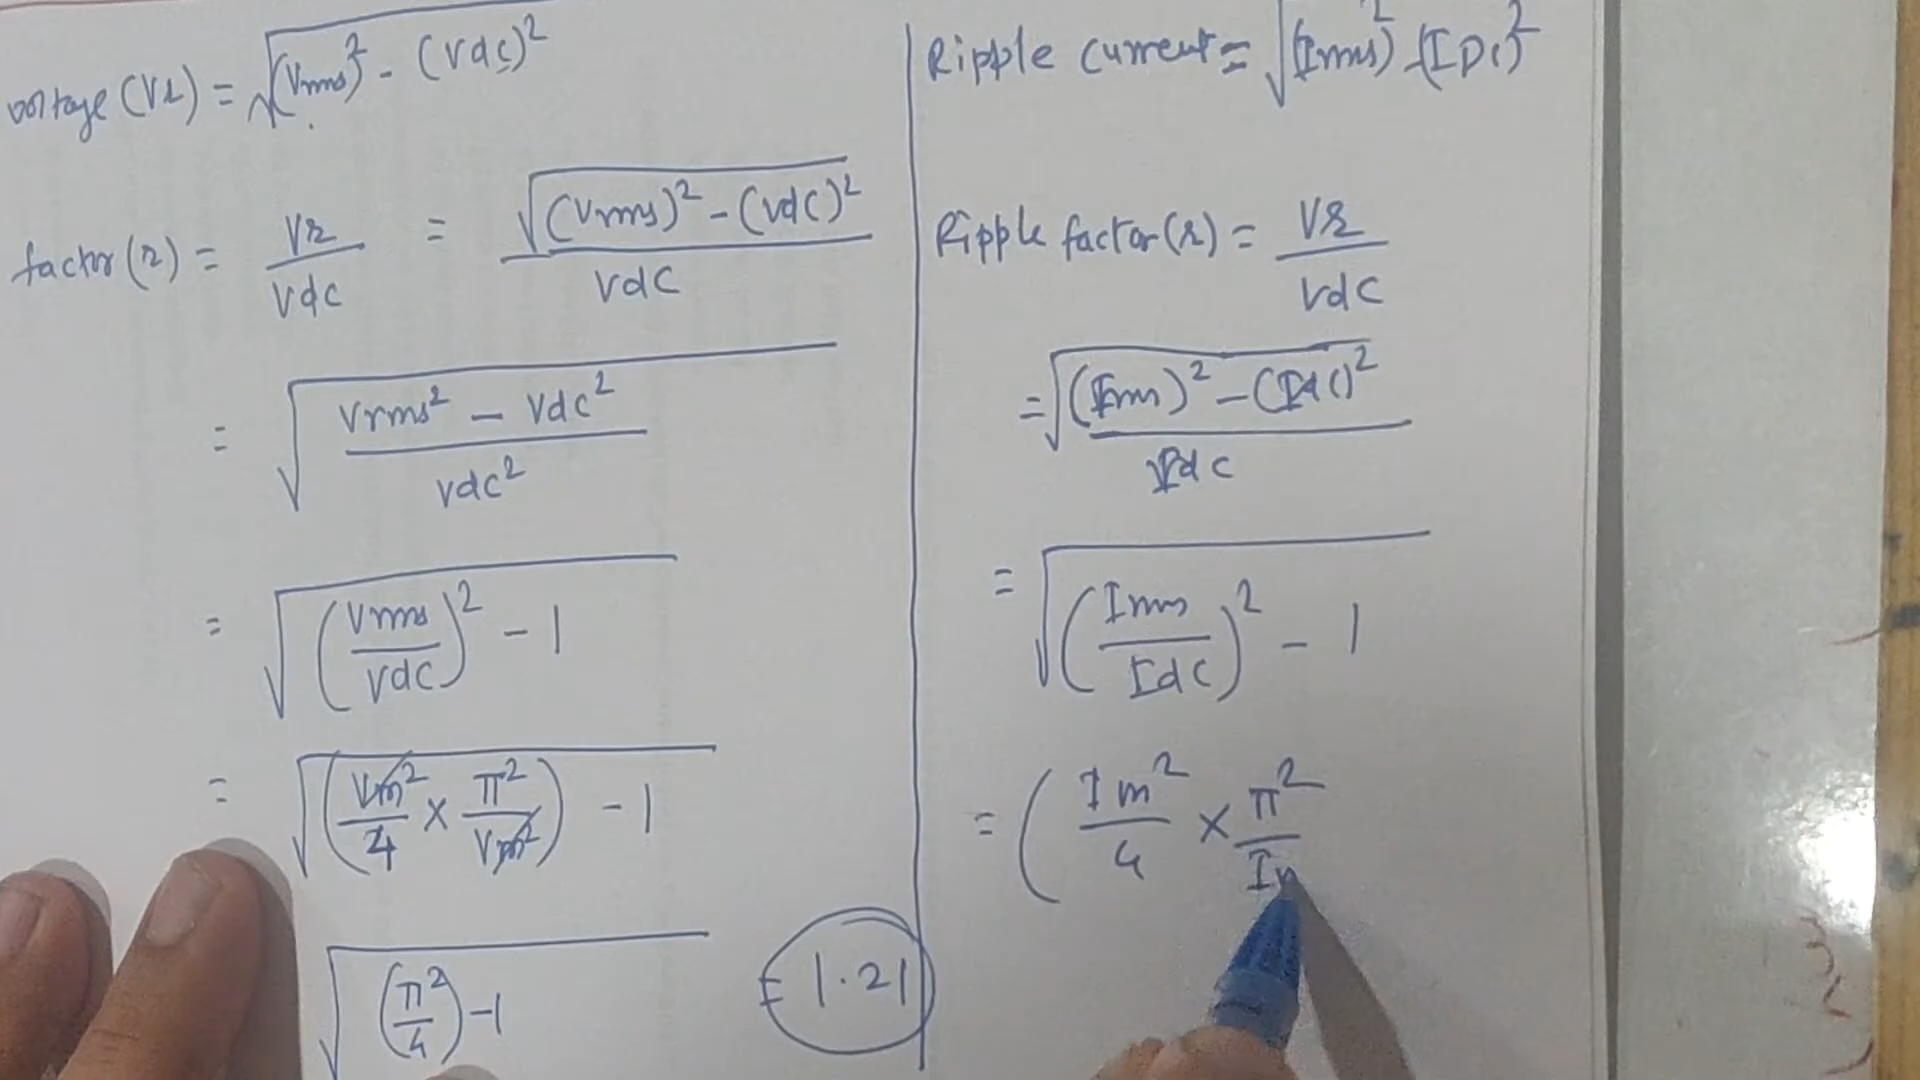 voltage (Vr) = √(Vrms)² - (Vdc)²
factor (r) = Vr / Vdc = √(Vrms)² - (Vdc)² / Vdc
= √ Vrms² - Vdc² / Vdc²
= √ (Vrms / Vdc)² - 1
= √ (Vm² / 4 × π² / Vm²) - 1
√ (π² / 4) - 1 = 1.21
Ripple Current = √(Irms)² - (IDC)²
Ripple factor (r) = Vr / Vdc
= √(Irms)² - (Idc)² / Idc
= √ (Irms / Idc)² - 1
= ( Im² / 4 × π² / Im